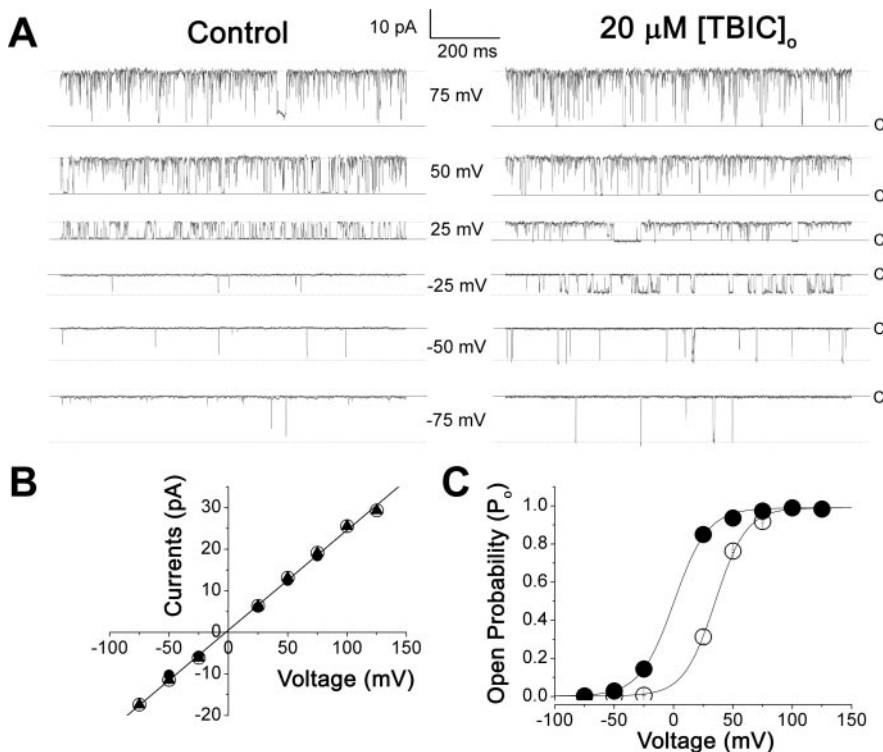 A
Control
10 pA
200 ms
20 μM [TBIC]o
75 mV
C
50 mV
C
25 mV
C
-25 mV
C
-50 mV
C
-75 mV
C
B
Currents (pA)
30
20
10
0
-10
-20
-100 -50 0 50 100 150
Voltage (mV)
C
Open Probability (Po)
1.0
0.8
0.6
0.4
0.2
0.0
-100 -50 0 50 100 150
Voltage (mV)